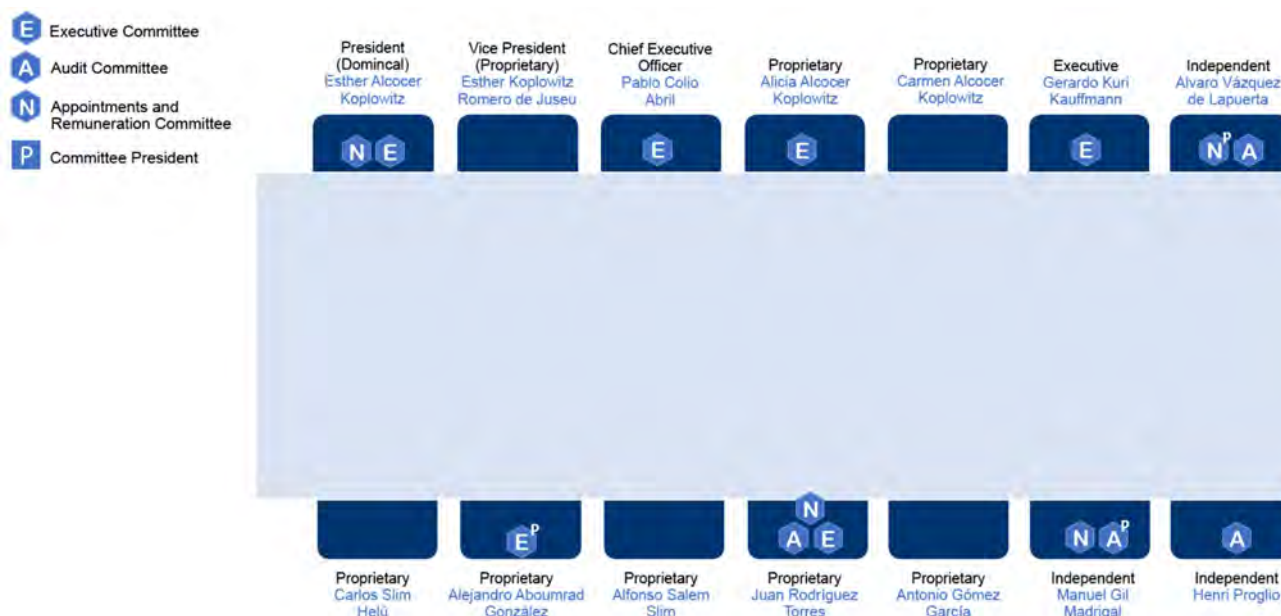 E Executive Committee
A Audit Committee
N Appointments and
Remuneration Committee
P Committee President
President
(Domincal)
Esther Alcocer
Koplowitz
N E
Vice President
(Proprietary)
Esther Koplowitz
Romero de Juseu
Chief Executive
Officer
Pablo Colio
Abril
E
Proprietary
Alicia Alcocer
Koplowitz
E
Proprietary
Carmen Alcocer
Koplowitz
Executive
Gerardo Kuri
Kauffmann
E
Independent
Alvaro Vázquez
de Lapuerta
N P A
Proprietary
Carlos Slim
Helú
E P
Proprietary
Alejandro Aboumrad
González
Proprietary
Alfonso Salem
Slim
N
A E
Proprietary
Juan Rodríguez
Torres
Proprietary
Antonio Gómez
García
N A P
Independent
Manuel Gil
Madrigal
A
Independent
Henri Proglio